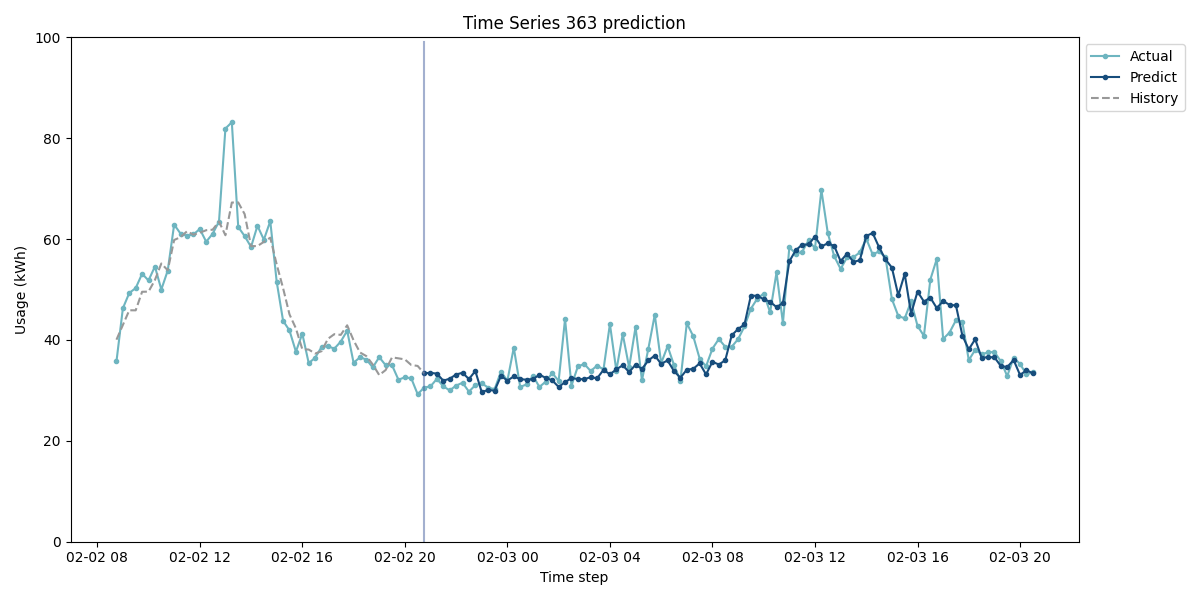 Time Series 363 prediction
Usage (kWh)
100
80
60
40
20
0
02-02 08
02-02 12
02-02 16
02-02 20
02-03 00
02-03 04
02-03 08
02-03 12
02-03 16
02-03 20
Time step
Actual
Predict
History